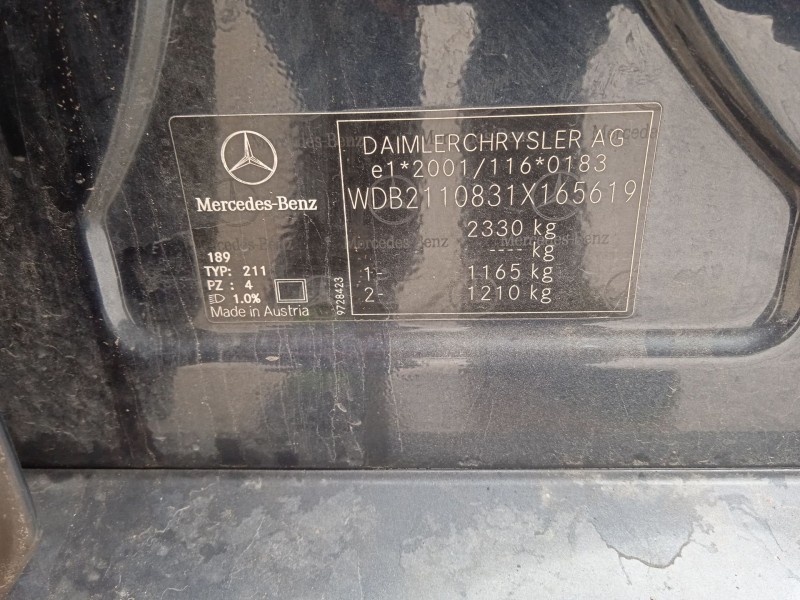 Mercedes-Benz
189
TYP: 211
PZ : 4
1.0%
Made in Austria
9728423
DAIMLERCHRYSLER AG
e1*2001/116*0183
WDB2110831X165619
2330 kg
--- kg
1- 1165 kg
2- 1210 kg